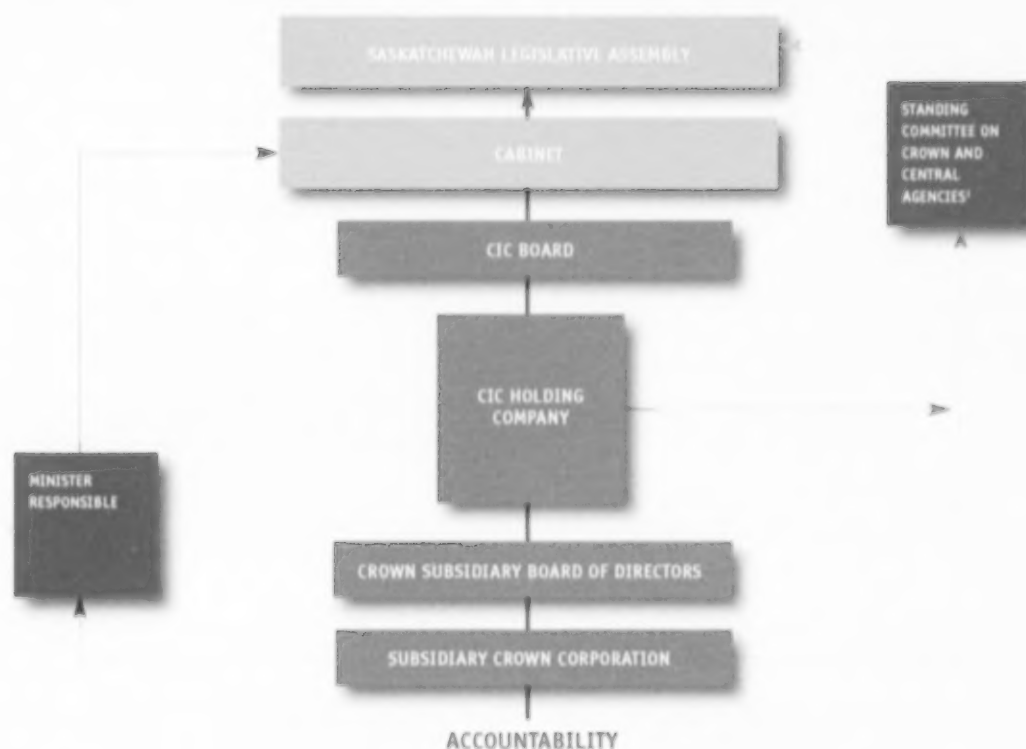 SASKATCHEWAN LEGISLATIVE ASSEMBLY
STANDING
COMMITTEE ON
CROWN AND
CENTRAL
AGENCIES¹
CABINET
CIC BOARD
CIC HOLDING
COMPANY
MINISTER
RESPONSIBLE
CROWN SUBSIDIARY BOARD OF DIRECTORS
SUBSIDIARY CROWN CORPORATION
ACCOUNTABILITY